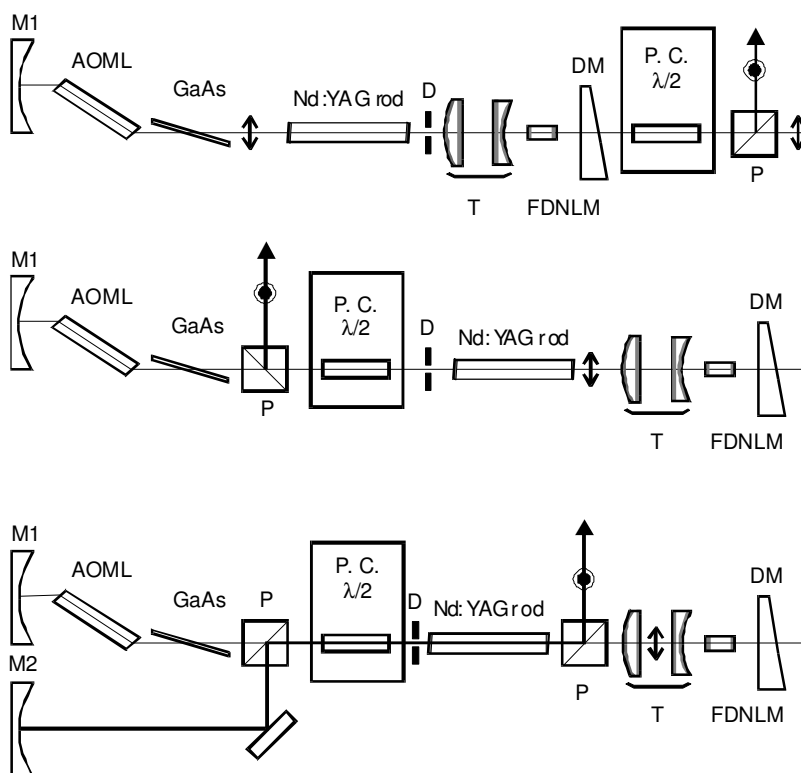 M1
AOML
GaAs
Nd:YAG rod
D
T
FDNLM
DM
P. C.
λ/2
P
M1
AOML
GaAs
P
P. C.
λ/2
D
Nd:YAG rod
T
FDNLM
DM
M1
AOML
GaAs
P
P. C.
λ/2
D
Nd:YAG rod
P
T
FDNLM
DM
M2